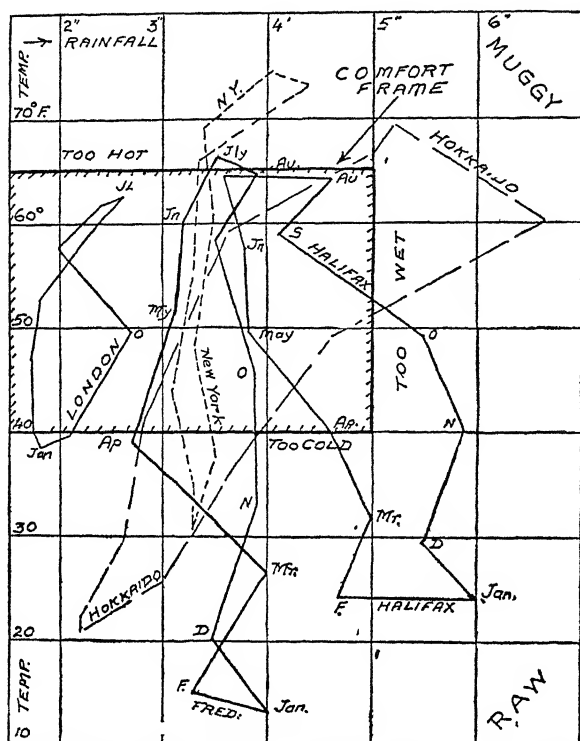 2" 3" 4' 5" 6"
TEMP. → RAINFALL
MUGGY
N.Y.
COMFORT
FRAME
70°F.
Jly
TOO HOT
Au.
Au
HOKKAIDO
JL
60°
Jn
Jn
S
HALIFAX
WET
My
50
O
May
O
LONDON
O
New York
TOO
Jan
40
Ap
TOO COLD
Ap.
N
N
Mr.
30
Mr.
D
HOKKAIDO
F.
HALIFAX
Jan.
20
D
TEMP.
F.
FRED:
Jan.
RAW
10